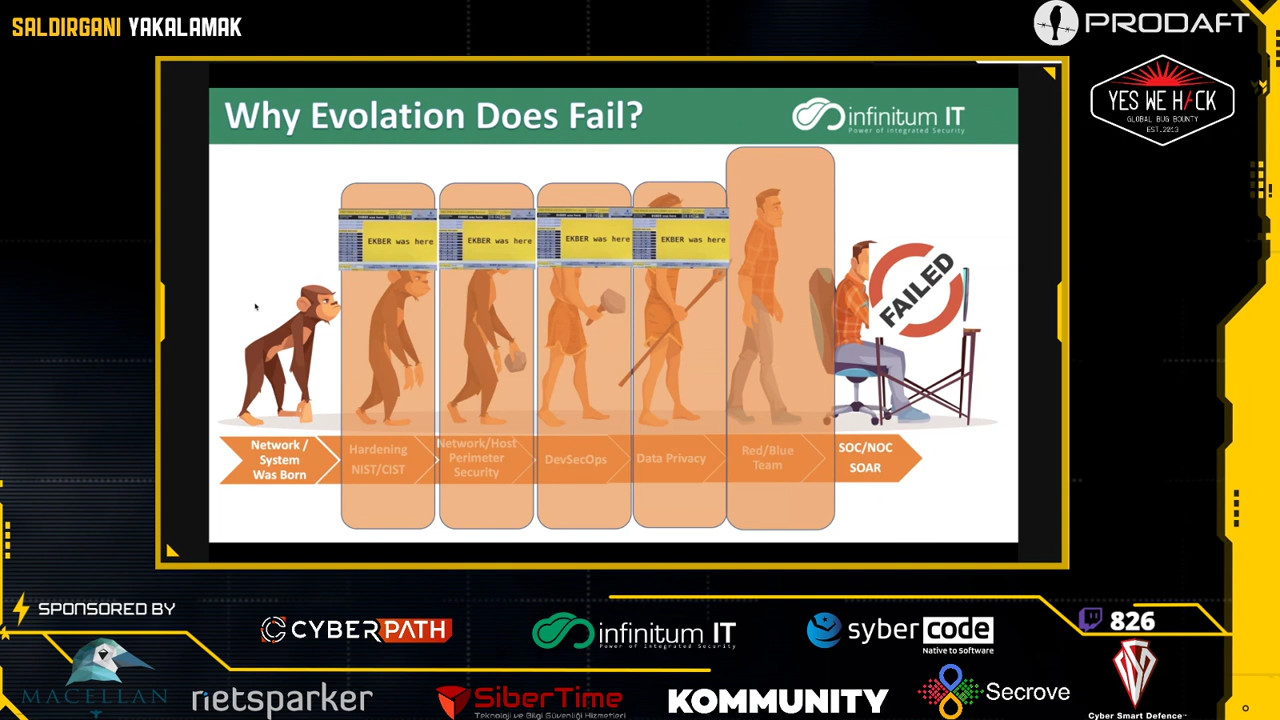 SALDIRGANI YAKALAMAK
PRODAFT
YES WE H/CK
GLOBAL BUG BOUNTY
EST.2013
Why Evolation Does Fail?
infinitum IT
Power of Integrated Security
EKBER was here
EKBER was here
EKBER was here
EKBER was here
FAILED
Network /
System
Was Born
Hardening
NIST/CIST
Network/Host
Perimeter
Security
DevSecOps
Data Privacy
Red/Blue
Team
SOC/NOC
SOAR
SPONSORED BY
CYBERPATH
infinitum IT
Power of Integrated Security
syber code
Native to Software
826
MACELLAN
netsparker
SiberTime
Teknoloji ve Bilgi Güvenliği Hizmetleri
KOMMUNITY
Secrove
Cyber Smart Defence